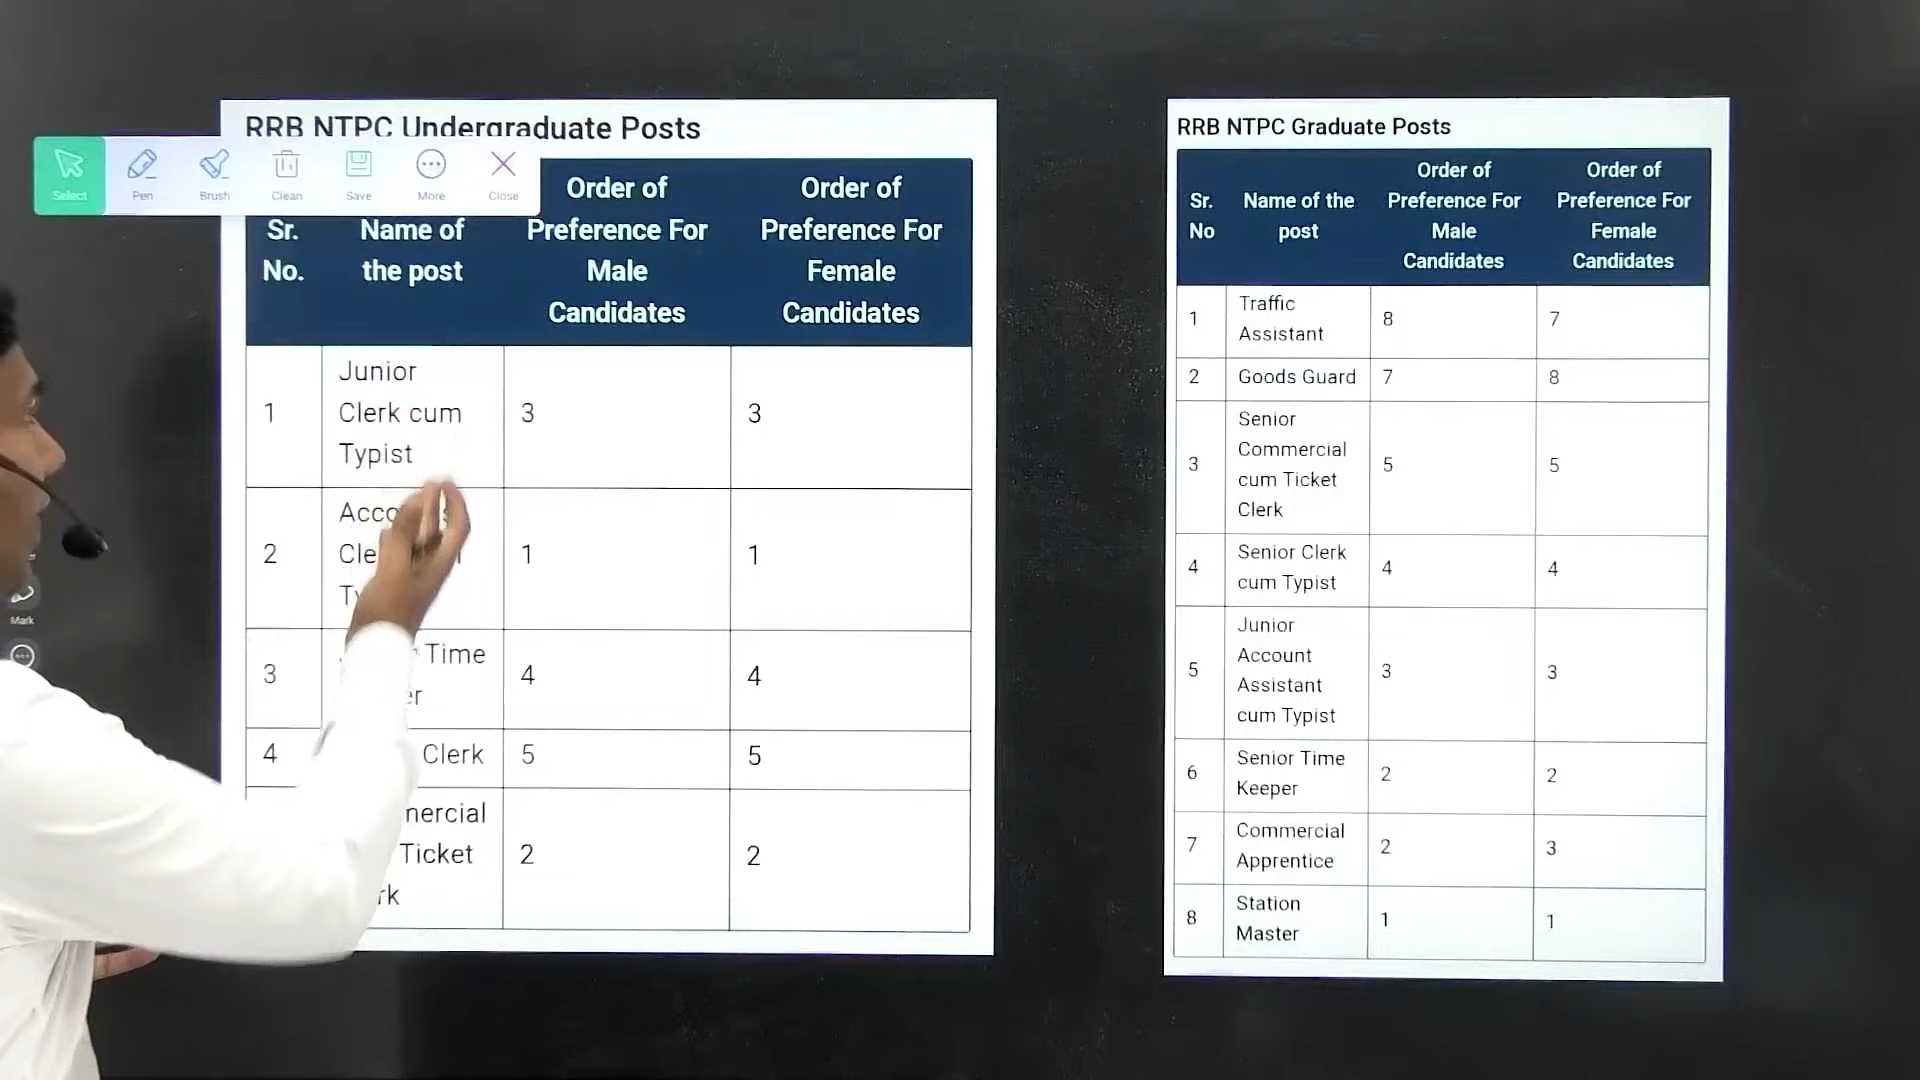 RRB NTPC Undergraduate Posts
Select
Pen
Brush
Clean
Save
More
Close
Sr.
No.
Name of
the post
Order of
Preference For
Male
Candidates
Order of
Preference For
Female
Candidates
1
Junior
Clerk cum
Typist
3
3
2
1
1
3
Time
4
4
4
Clerk
5
5
Ticket
2
2
Mark
RRB NTPC Graduate Posts
Sr.
No
Name of the
post
Order of
Preference For
Male
Candidates
Order of
Preference For
Female
Candidates
1
Traffic
Assistant
8
7
2
Goods Guard
7
8
3
Senior
Commercial
cum Ticket
Clerk
5
5
4
Senior Clerk
cum Typist
4
4
5
Junior
Account
Assistant
cum Typist
3
3
6
Senior Time
Keeper
2
2
7
Commercial
Apprentice
2
3
8
Station
Master
1
1